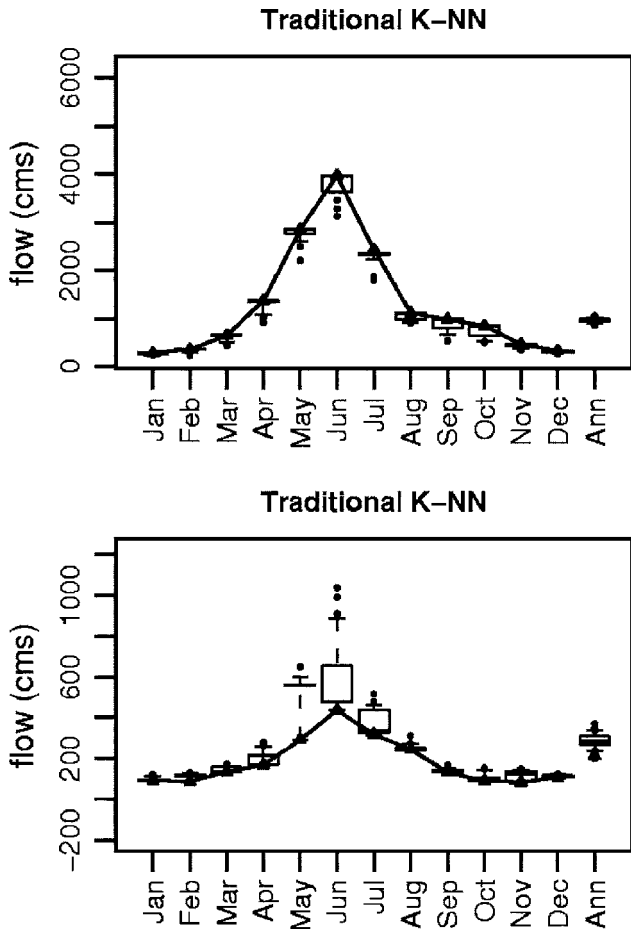 Traditional K–NN
flow (cms)
6000
4000
2000
0
Jan Feb Mar Apr May Jun Jul Aug Sep Oct Nov Dec Ann
Traditional K–NN
flow (cms)
1000
600
200
−200
Jan Feb Mar Apr May Jun Jul Aug Sep Oct Nov Dec Ann